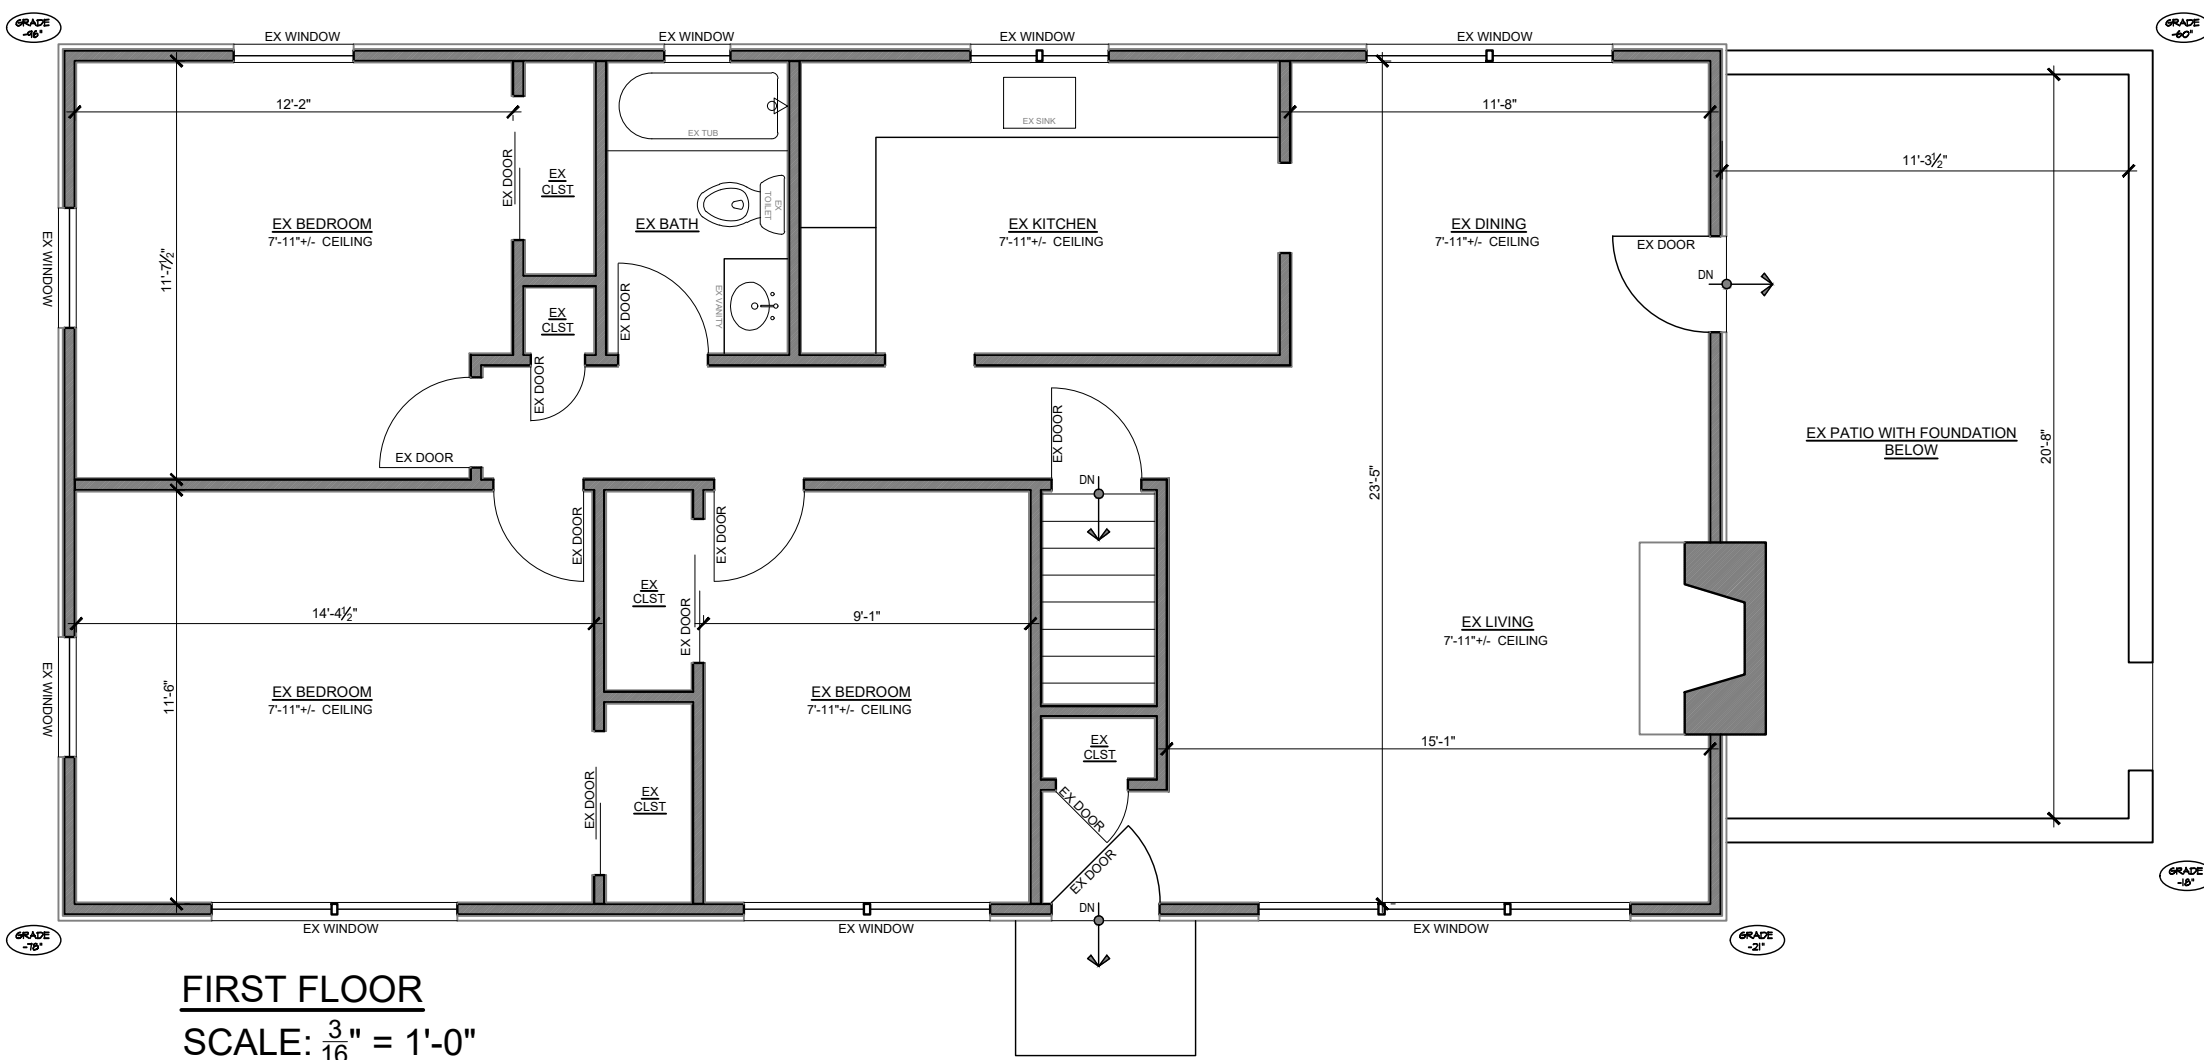 GRADE
-96"
EX WINDOW
EX WINDOW
EX WINDOW
EX WINDOW
GRADE
-60"
12'-2"
EX TUB
EX SINK
11'-8"
11'-3½"
EX DOOR
EX
CLST
EX BEDROOM
7'-11"+/- CEILING
EX BATH
EX
TOILET
EX KITCHEN
7'-11"+/- CEILING
EX DINING
7'-11"+/- CEILING
EX DOOR
DN
EX WINDOW
11'-7½"
EX
CLST
EX DOOR
EX VANITY
EX DOOR
EX DOOR
EX DOOR
EX PATIO WITH FOUNDATION
BELOW
20'-8"
23'-5"
DN
EX DOOR
EX DOOR
EX
CLST
EX DOOR
14'-4½"
9'-1"
EX LIVING
7'-11"+/- CEILING
EX WINDOW
11'-6"
EX BEDROOM
7'-11"+/- CEILING
EX BEDROOM
7'-11"+/- CEILING
EX
CLST
15'-1"
EX DOOR
EX
CLST
EX DOOR
EX DOOR
DN
EX WINDOW
EX WINDOW
EX WINDOW
GRADE
-18"
GRADE
-78"
GRADE
-21"
FIRST FLOOR
SCALE: 3/16" = 1'-0"